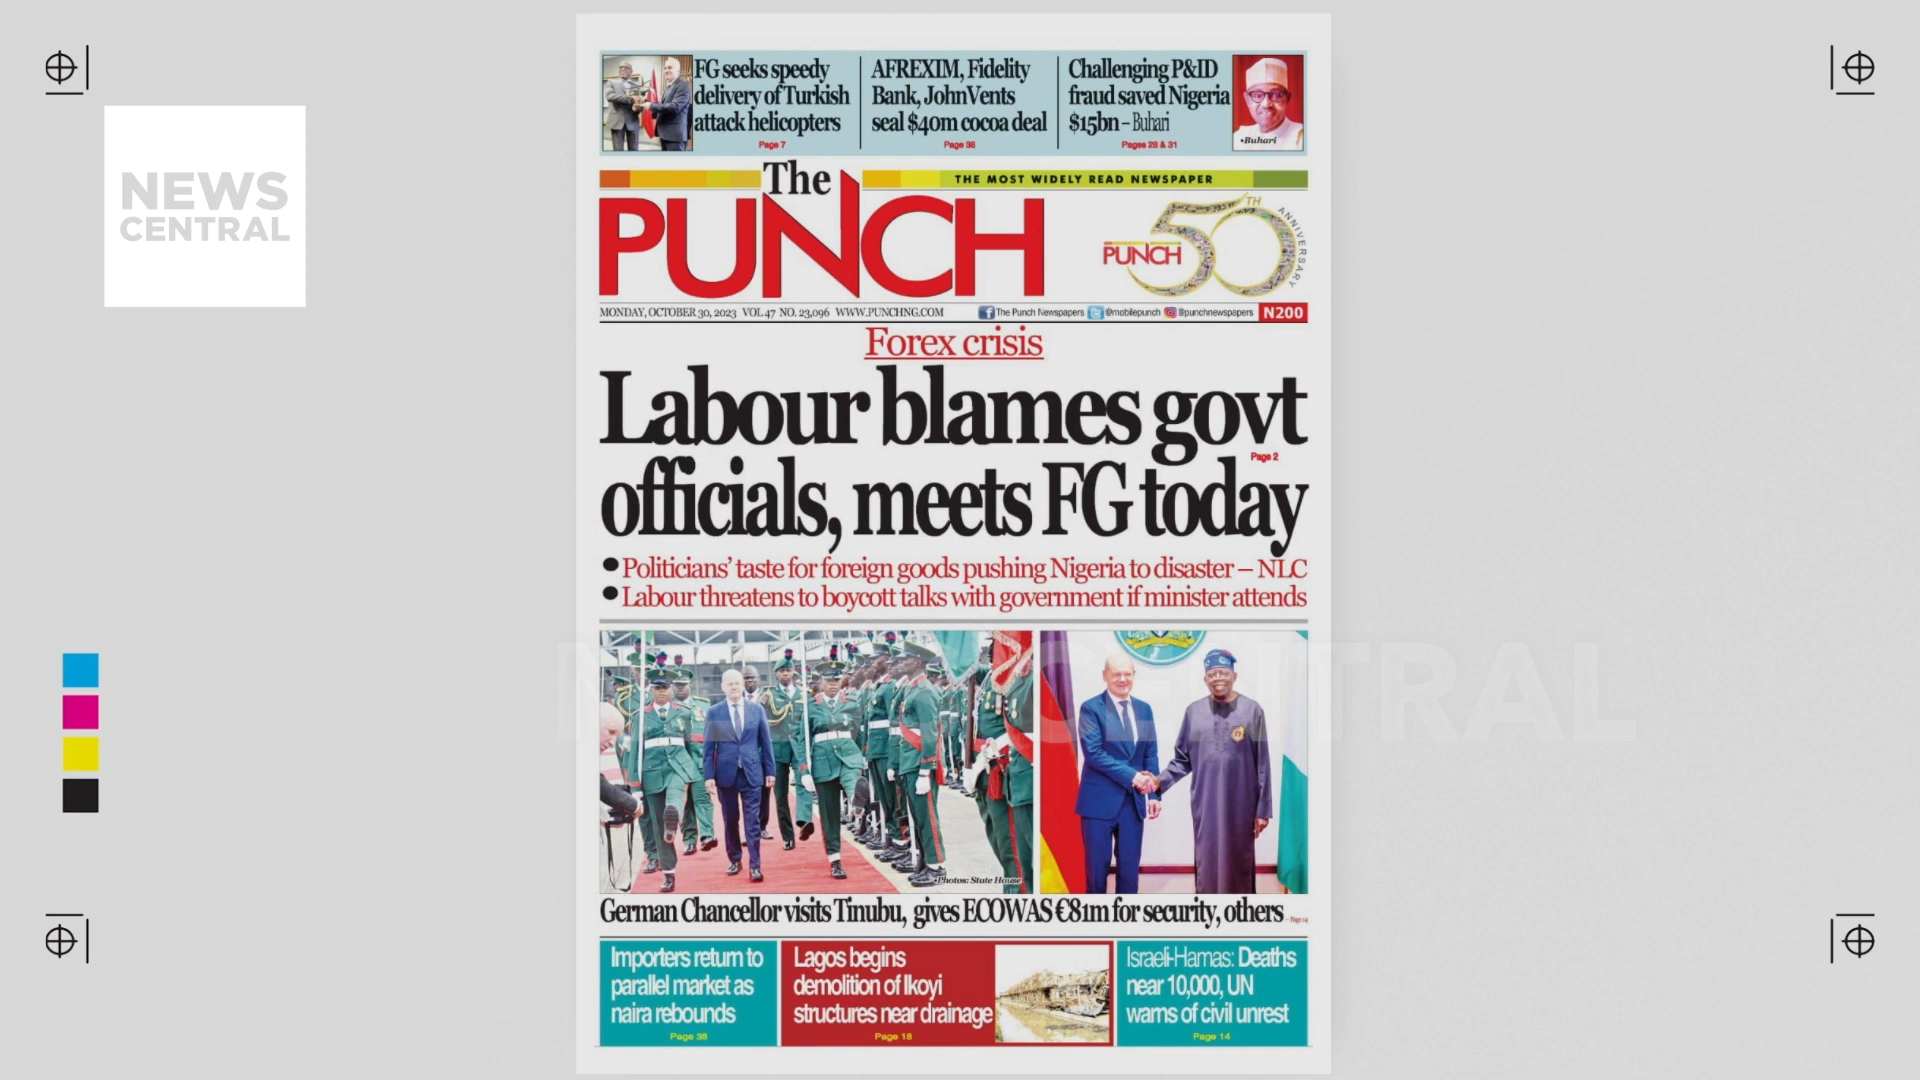 NEWS
CENTRAL
FG seeks speedy
delivery of Turkish
attack helicopters
Page 7
AFREXIM, Fidelity
Bank, JohnVents
seal $40m cocoa deal
Page 38
Challenging P&ID
fraud saved Nigeria
$15bn – Buhari
Pages 26 & 31
•Buhari
The
PUNCH
THE MOST WIDELY READ NEWSPAPER
PUNCH
50TH
ANNIVERSARY
MONDAY, OCTOBER 30, 2023 VOL 47 NO. 23,096 WWW.PUNCHNG.COM
The Punch Newspapers @mobilepunch @punchnewspapers N200
Forex crisis
Labour blames govt
Page 2
officials, meets FG today
• Politicians' taste for foreign goods pushing Nigeria to disaster – NLC
• Labour threatens to boycott talks with government if minister attends
•Photos: State House
German Chancellor visits Tinubu, gives ECOWAS €81m for security, others
Importers return to
parallel market as
naira rebounds
Page 38
Lagos begins
demolition of Ikoyi
structures near drainage
Page 18
Israeli-Hamas: Deaths
near 10,000, UN
warns of civil unrest
Page 14
NEWS CENTRAL